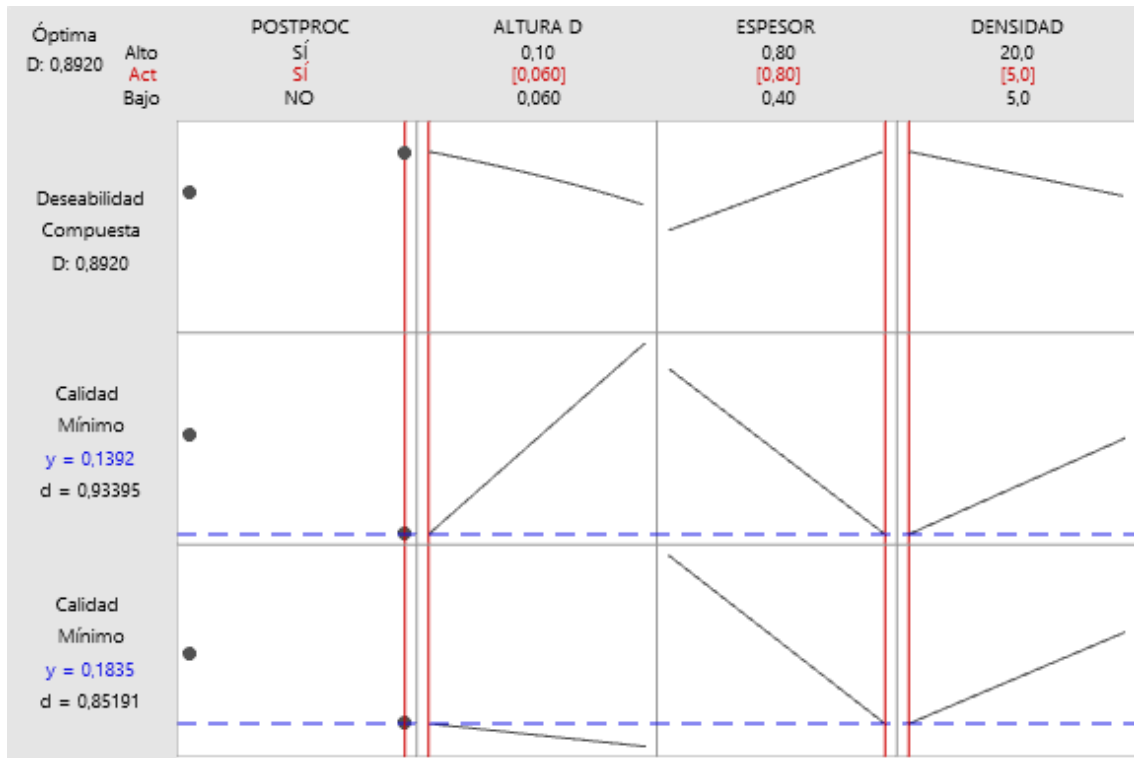 Óptima
D: 0,8920
Alto
Act
Bajo
POSTPROC
SÍ
SÍ
NO
ALTURA D
0,10
[0,060]
0,060
ESPESOR
0,80
[0,80]
0,40
DENSIDAD
20,0
[5,0]
5,0
Deseabilidad
Compuesta
D: 0,8920
Calidad
Mínimo
y = 0,1392
d = 0,93395
Calidad
Mínimo
y = 0,1835
d = 0,85191